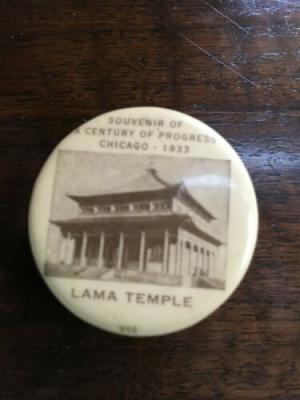 SOUVENIR OF
A CENTURY OF PROGRESS
CHICAGO - 1933
LAMA TEMPLE